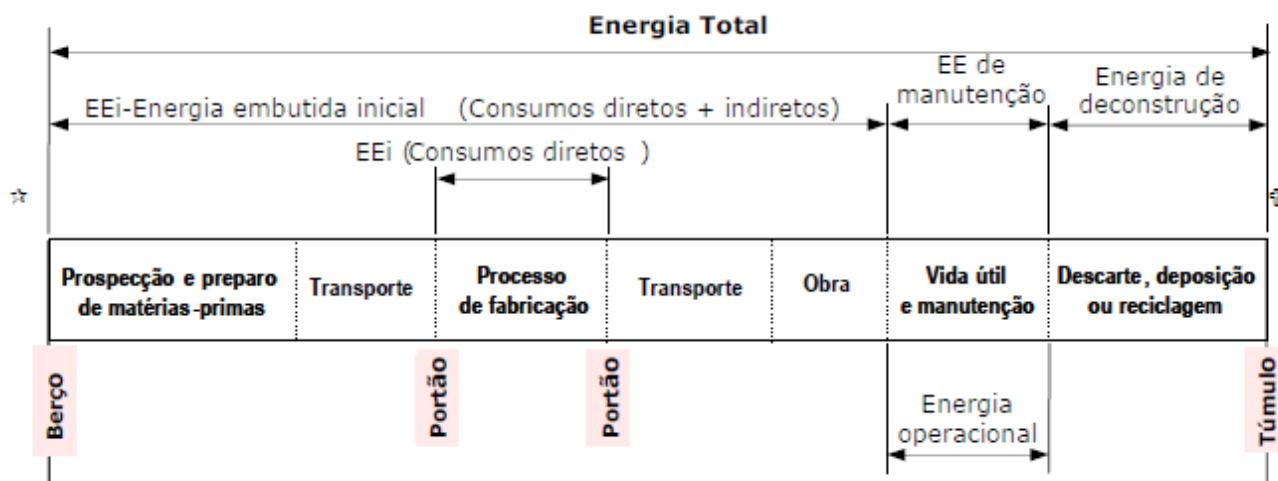 Energia Total
EE de
manutenção
Energia de
deconstrução
EEi-Energia embutida inicial (Consumos diretos + indiretos)
EEi (Consumos diretos )
Prospecção e preparo
de matérias-primas
Transporte
Processo
de fabricação
Transporte
Obra
Vida útil
e manutenção
Descarte, deposição
ou reciclagem
Berço
Portão
Portão
Túmulo
Energia
operacional